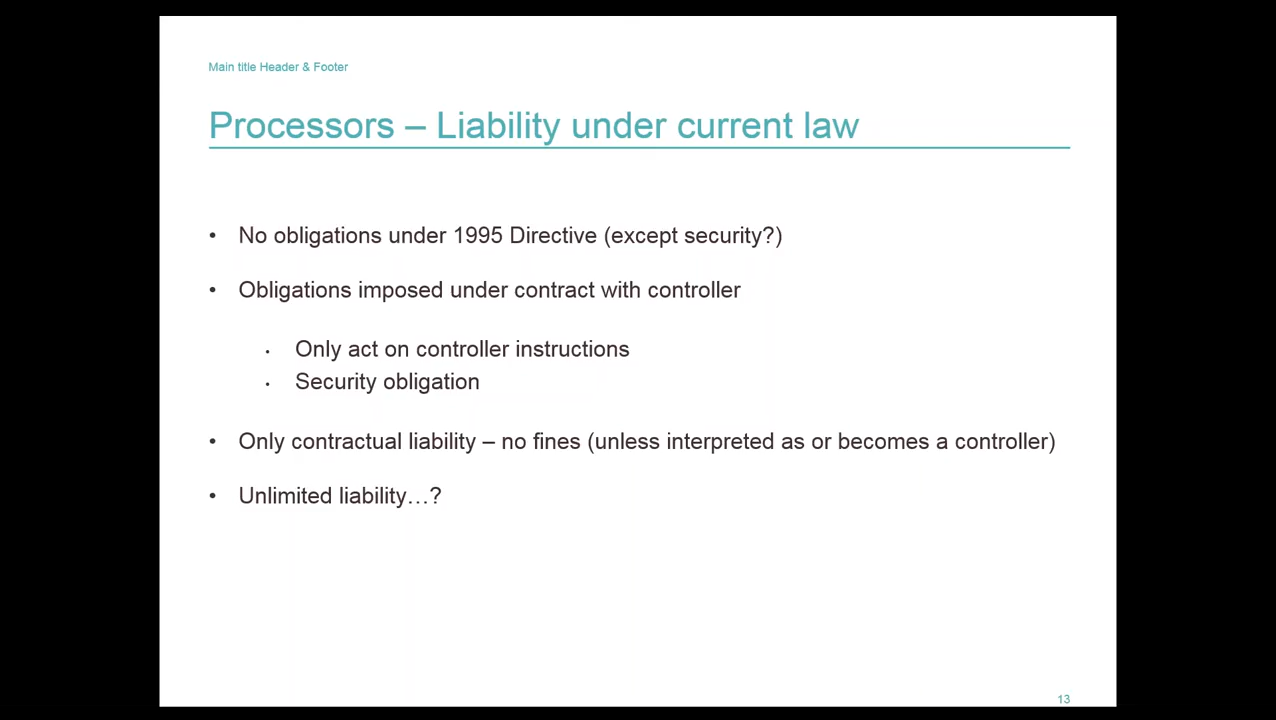 Main title Header & Footer
Processors – Liability under current law
• No obligations under 1995 Directive (except security?)
• Obligations imposed under contract with controller
• Only act on controller instructions
• Security obligation
• Only contractual liability – no fines (unless interpreted as or becomes a controller)
• Unlimited liability…?
13